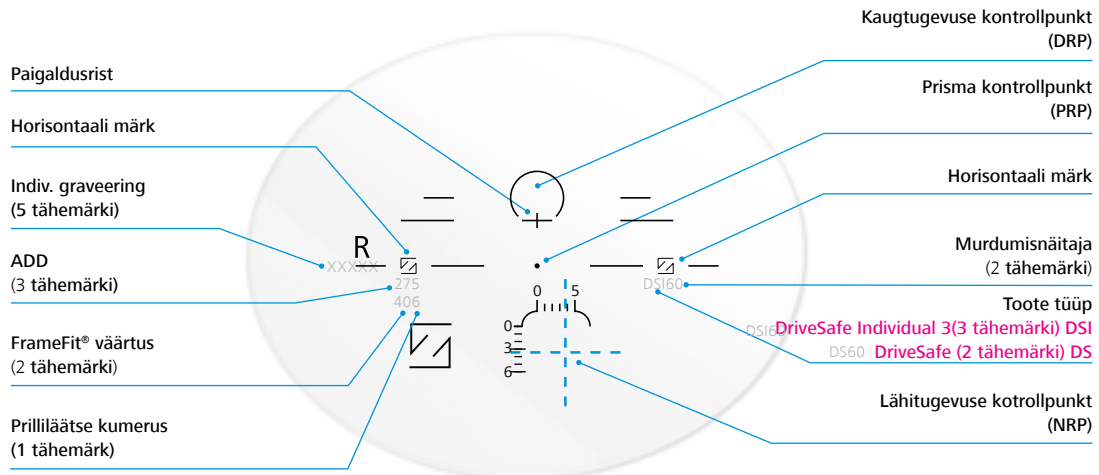 Paigaldusrist
Horisontaali märk
Indiv. graveering
(5 tähemärki)
ADD
(3 tähemärki)
FrameFit® väärtus
(2 tähemärki)
Prilliläätse kumerus
(1 tähemärk)
R
XXXXX
275
406
0 5
0
3
6
DSI60
Kaugtugevuse kontrollpunkt
(DRP)
Prisma kontrollpunkt
(PRP)
Horisontaali märk
Murdumisnäitaja
(2 tähemärki)
Toote tüüp
DSI60 DriveSafe Individual 3(3 tähemärki) DSI
DS60 DriveSafe (2 tähemärki) DS
Lähitugevuse kotrollpunkt
(NRP)